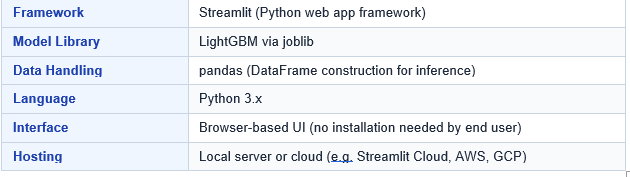 Framework Streamlit (Python web app framework)
Model Library LightGBM via joblib
Data Handling pandas (DataFrame construction for inference)
Language Python 3.x
Interface Browser-based UI (no installation needed by end user)
Hosting Local server or cloud (e.g. Streamlit Cloud, AWS, GCP)